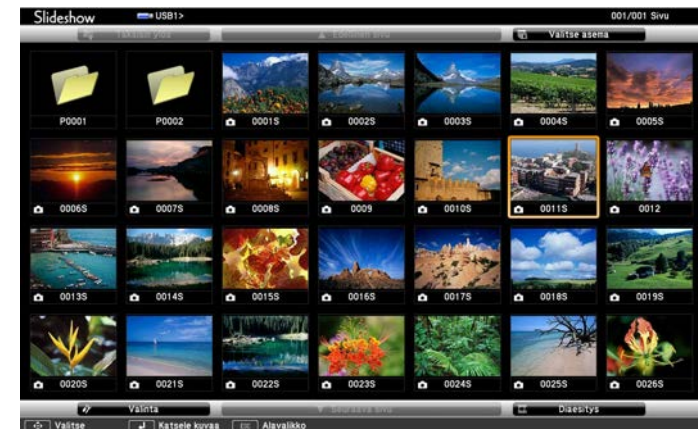 Slideshow USB1> 001/001 Sivu
Takaisin ylös Edellinen sivu Valitse asema
P0001 P0002 0001S 0002S 0003S 0004S 0005S
0006S 0007S 0008S 0009 0010S 0011S 0012
0013S 0014S 0015S 0016S 0017S 0018S 0019S
0020S 0021S 0022S 0023S 0024S 0025S 0026S
Valinta Seuraava sivu Diaesitys
Valitse Katsele kuvaa Esc Alavalikko